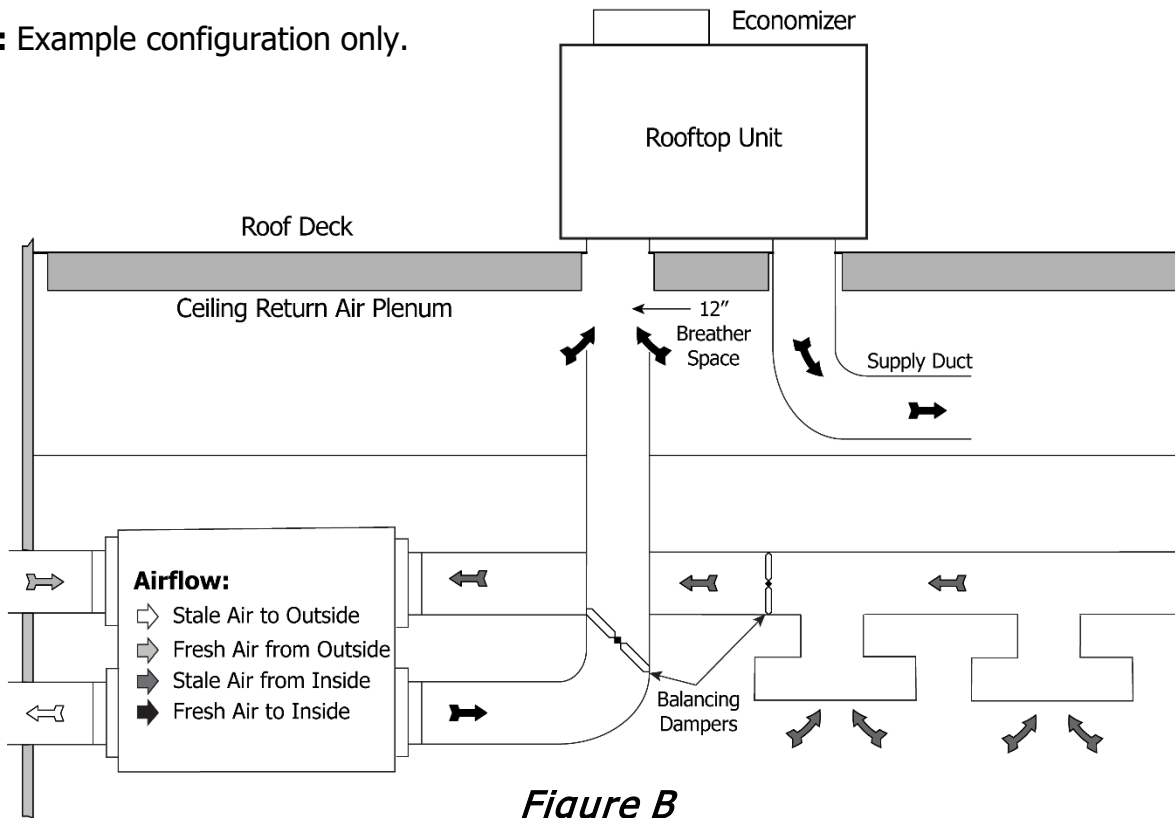 : Example configuration only.
Economizer
Rooftop Unit
Roof Deck
Ceiling Return Air Plenum
12”
Breather
Space
Supply Duct
Airflow:
Stale Air to Outside
Fresh Air from Outside
Stale Air from Inside
Fresh Air to Inside
Balancing
Dampers
Figure B